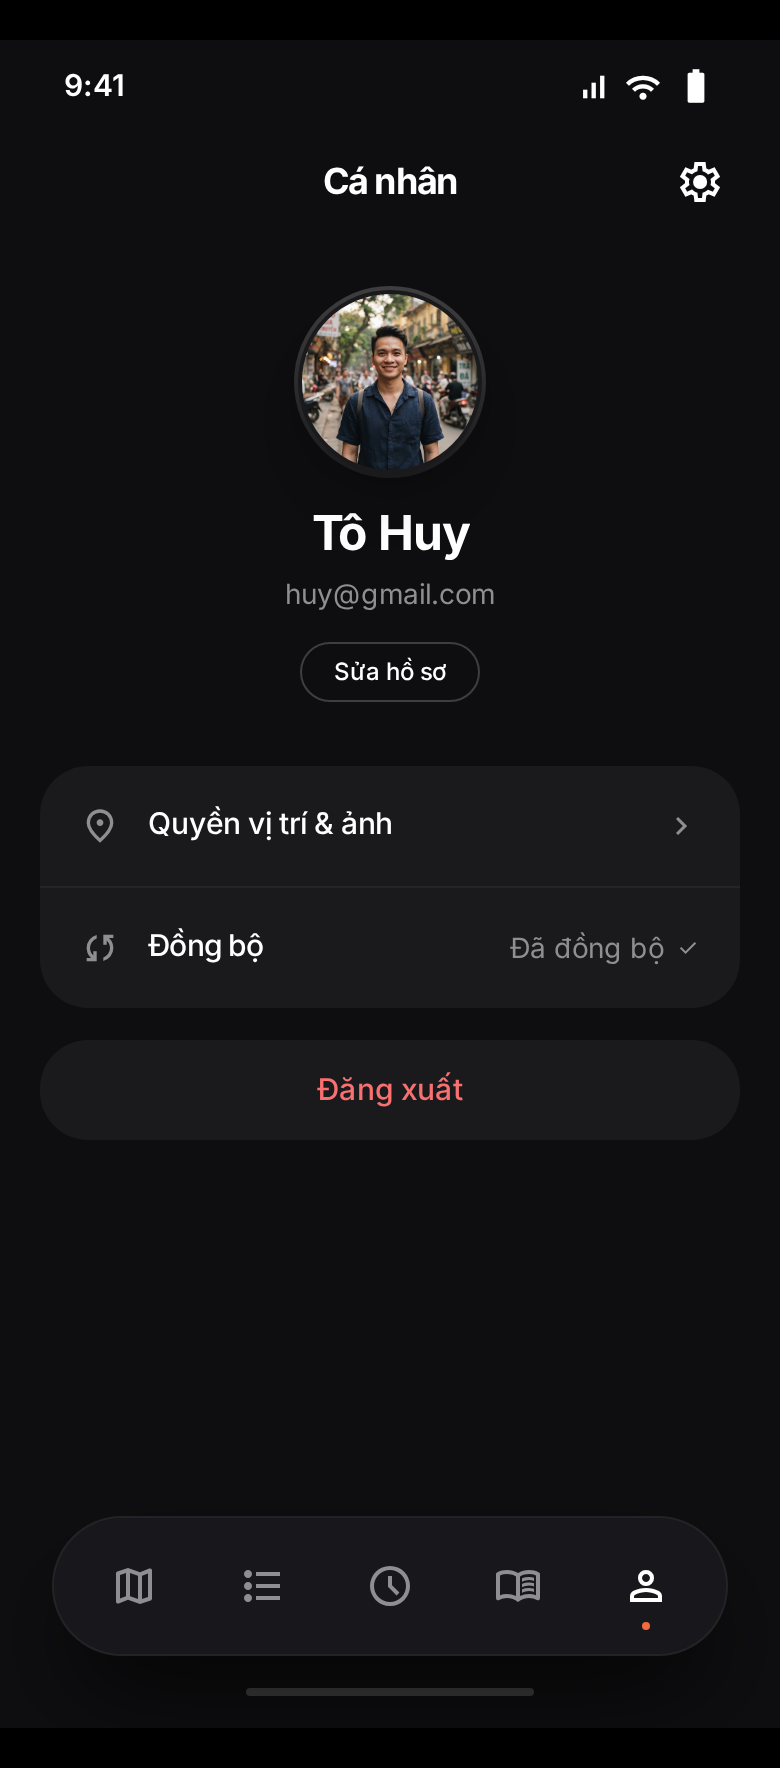 9:41
Cá nhân
Tô Huy
huy@gmail.com
Sửa hồ sơ
Quyền vị trí & ảnh
Đồng bộ
Đã đồng bộ
Đăng xuất